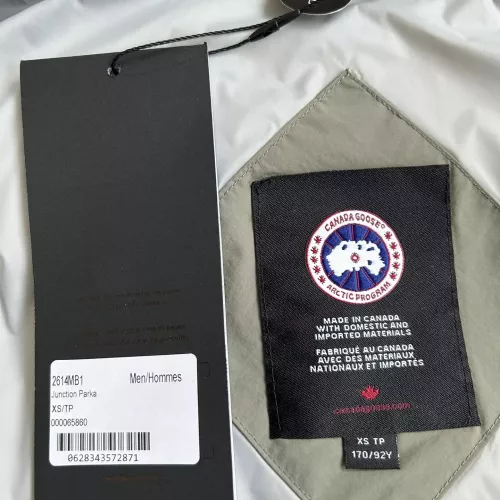 2614MB1 Men/Hommes
Junction Parka
XS/TP
000065860
0628343572871
CANADA GOOSE®
ARCTIC PROGRAM
MADE IN CANADA
WITH DOMESTIC AND
IMPORTED MATERIALS
FABRIQUÉ AU CANADA
AVEC DES MATÉRIAUX
NATIONAUX ET IMPORTÉS
canadagoose.com
XS TP
170/92Y